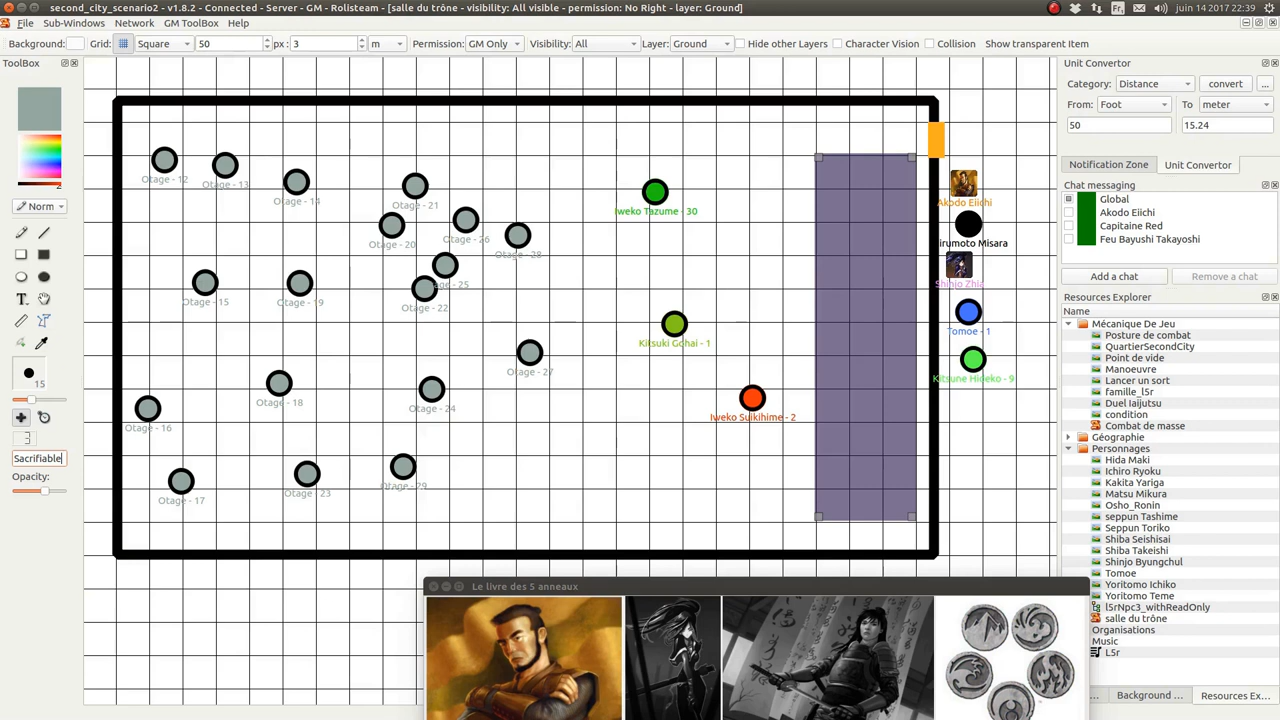 second_city_scenario2 - v1.8.2 - Connected - Server - GM - Rolisteam - [salle du trône - visibility: All visible - permission: No Right - layer: Ground]
Fr
juin 14 2017 22:39
File Sub-Windows Network GM ToolBox Help
Background: Grid: Square 50 px : 3 m Permission: GM Only Visibility: All Layer: Ground Hide other Layers Character Vision Collision Show transparent Item
ToolBox
Norm
15
Sacrifiable
Opacity:
Otage - 12
Otage - 13
Otage - 14
Otage - 21
Otage - 20
Otage - 26
Otage - 28
Otage - 15
Otage - 19
Otage - 22
Otage - 27
Otage - 18
Otage - 24
Otage - 16
Otage - 17
Otage - 23
Otage - 29
Iweko Tazume - 30
Kitsuki Gohai - 1
Iweko Suikihime - 2
Akodo Eiichi
irumoto Misara
Shinjo Zhia
Tomoe - 1
Kitsune Hideko - 9
Le livre des 5 anneaux
Unit Convertor
Category: Distance convert ...
From: Foot To meter
50 15.24
Notification Zone Unit Convertor
Chat messaging
Global
Akodo Eiichi
Capitaine Red
Feu Bayushi Takayoshi
Add a chat Remove a chat
Resources Explorer
Name
Mécanique De Jeu
Posture de combat
QuartierSecondCity
Point de vide
Manoeuvre
Lancer un sort
famille_l5r
Duel Iaijutsu
condition
Combat de masse
Géographie
Personnages
Hida Maki
Ichiro Ryoku
Kakita Yariga
Matsu Mikura
Osho_Ronin
seppun Tashime
Seppun Toriko
Shiba Seishisai
Shiba Takeishi
Shinjo Byungchul
Tomoe
Yoritomo Ichiko
Yoritomo Teme
l5rNpc3_withReadOnly
salle du trône
Organisations
Music
L5r
... Background ... Resources Ex...